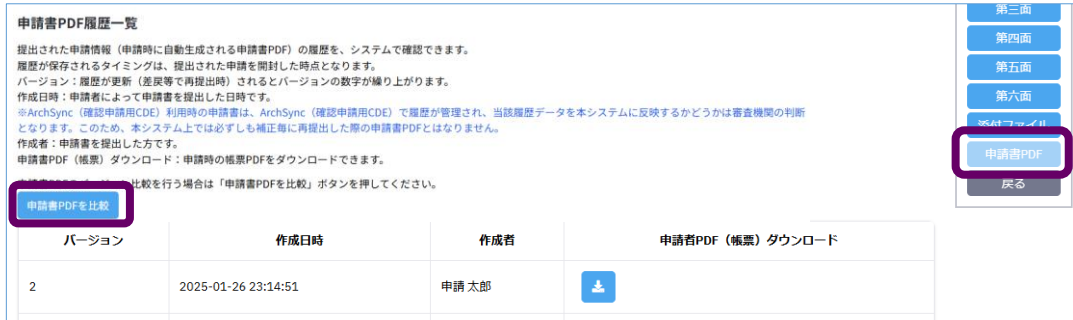 申請書PDF履歴一覧
提出された申請情報（申請時に自動生成される申請書PDF）の履歴を、システムで確認できます。
履歴が保存されるタイミングは、提出された申請を開封した時点となります。
バージョン：履歴が更新（差戻等で再提出時）されるとバージョンの数字が繰り上がります。
作成日時：申請者によって申請書を提出した日時です。
※ArchSync（確認申請用CDE）利用時の申請書は、ArchSync（確認申請用CDE）で履歴が管理され、当該履歴データを本システムに反映するかどうかは審査機関の判断
となります。このため、本システム上では必ずしも補正毎に再提出した際の申請書PDFとはなりません。
作成者：申請書を提出した方です。
申請書PDF（帳票）ダウンロード：申請時の帳票PDFをダウンロードできます。
比較を行う場合は「申請書PDFを比較」ボタンを押してください。
申請書PDFを比較
バージョン 作成日時 作成者 申請者PDF（帳票）ダウンロード
2 2025-01-26 23:14:51 申請 太郎
第三面
第四面
第五面
第六面
添付ファイル
申請書PDF
戻る